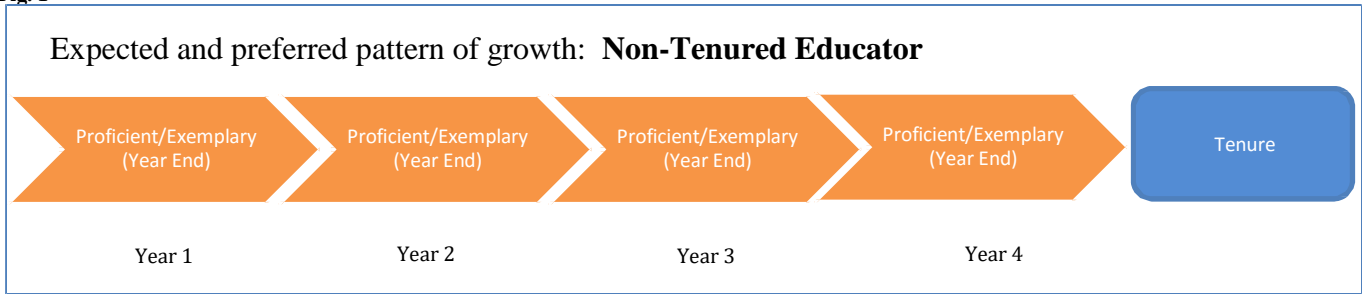 Expected and preferred pattern of growth: Non-Tenured Educator
Proficient/Exemplary
(Year End)
Proficient/Exemplary
(Year End)
Proficient/Exemplary
(Year End)
Proficient/Exemplary
(Year End)
Tenure
Year 1
Year 2
Year 3
Year 4